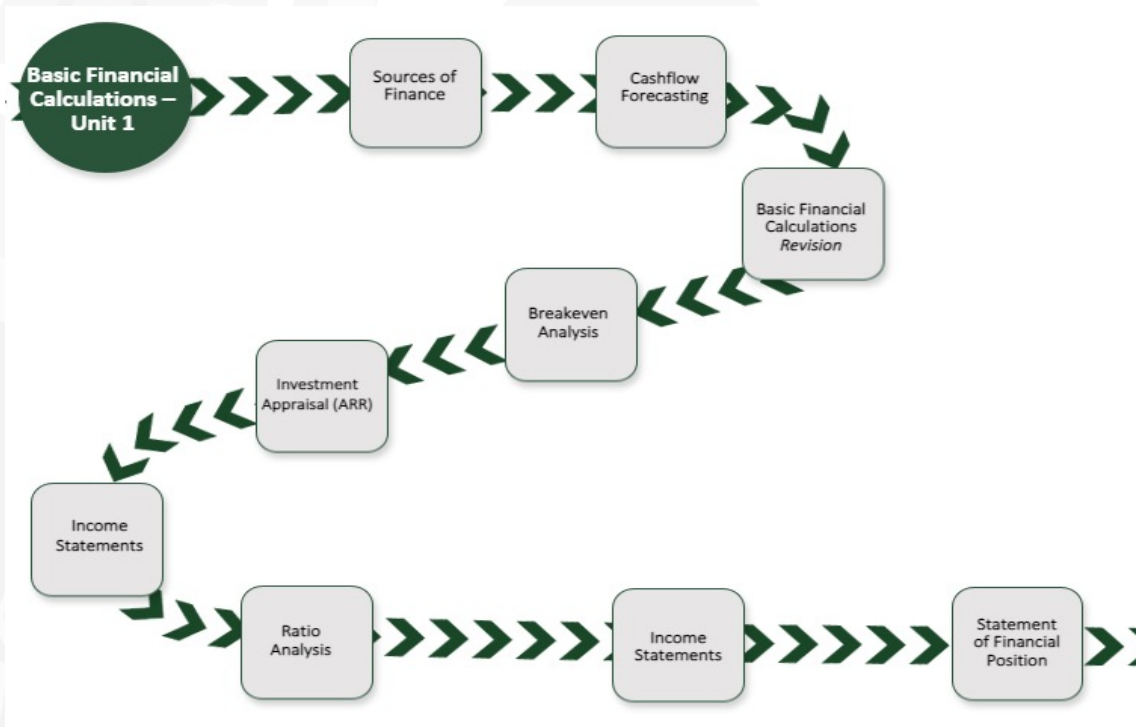 Basic Financial
Calculations –
Unit 1
Sources of
Finance
Cashflow
Forecasting
Basic Financial
Calculations
Revision
Breakeven
Analysis
Investment
Appraisal (ARR)
Income
Statements
Ratio
Analysis
Income
Statements
Statement
of Financial
Position